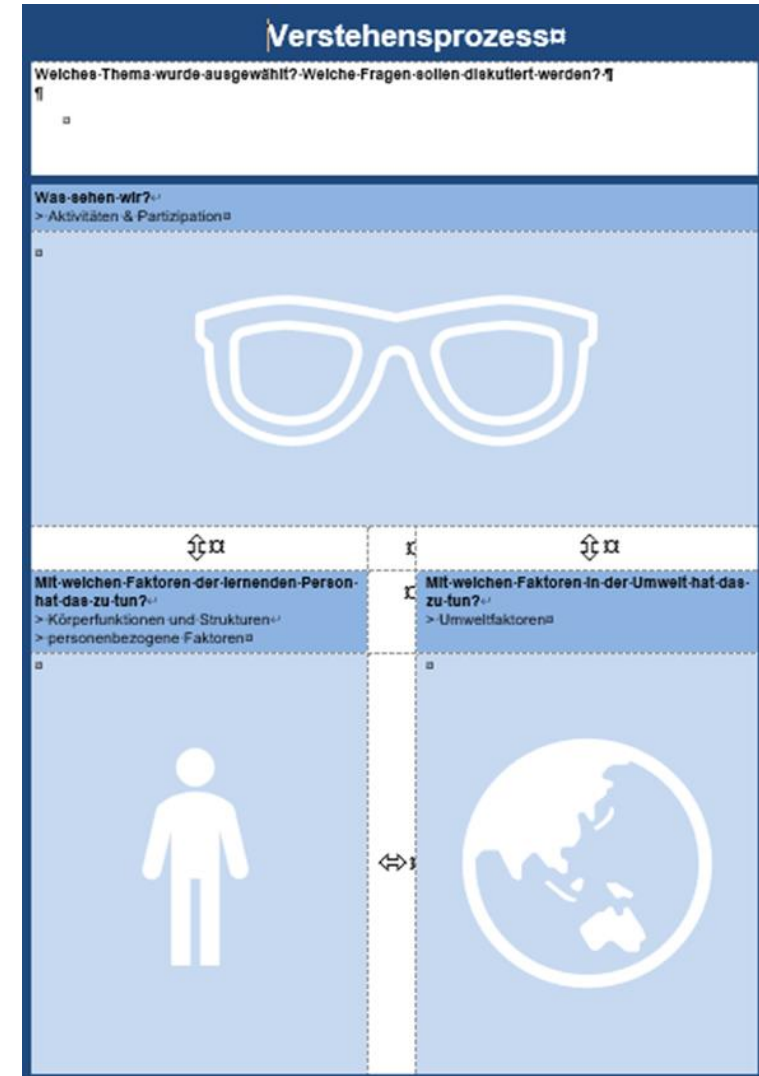 Verstehensprozess¤
Welches·Thema·wurde·ausgewählt?·Welche·Fragen·sollen·diskutiert·werden?·¶
¶
¤
Was·sehen·wir?↵
>·Aktivitäten·&·Partizipation¤
¤
⇕¤
¤
⇕¤
Mit·welchen·Faktoren·der·lernenden·Person·
hat·das·zu·tun?↵
>·Körperfunktionen·und·Strukturen↵
>·personenbezogene·Faktoren¤
¤
Mit·welchen·Faktoren·in·der·Umwelt·hat·das·
zu·tun?↵
>·Umweltfaktoren¤
¤
⇔¤
¤